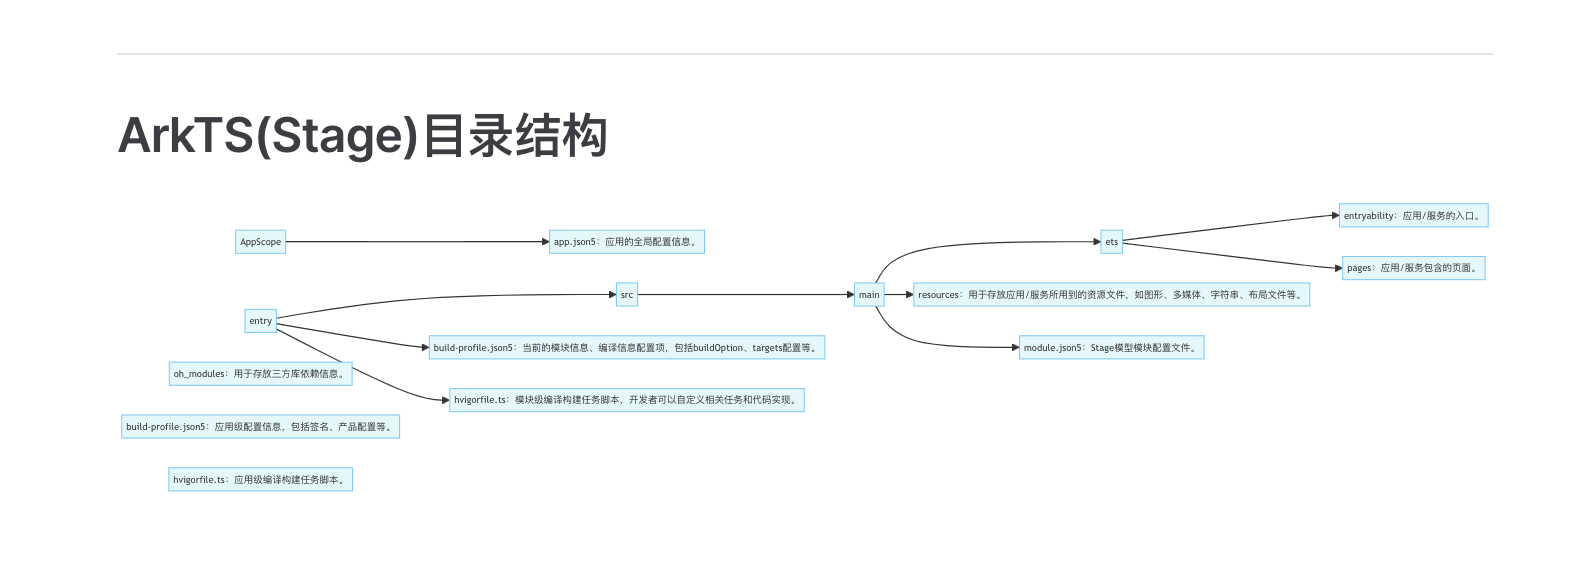 ArkTS(Stage)目录结构
entryability：应用/服务的入口。
AppScope
app.json5：应用的全局配置信息。
ets
pages：应用/服务包含的页面。
src
main
resources：用于存放应用/服务所用到的资源文件，如图形、多媒体、字符串、布局文件等。
entry
build-profile.json5：当前的模块信息、编译信息配置项，包括buildOption、targets配置等。
module.json5：Stage模型模块配置文件。
oh_modules：用于存放三方库依赖信息。
hvigorfile.ts：模块级编译构建任务脚本，开发者可以自定义相关任务和代码实现。
build-profile.json5：应用级配置信息，包括签名、产品配置等。
hvigorfile.ts：应用级编译构建任务脚本。